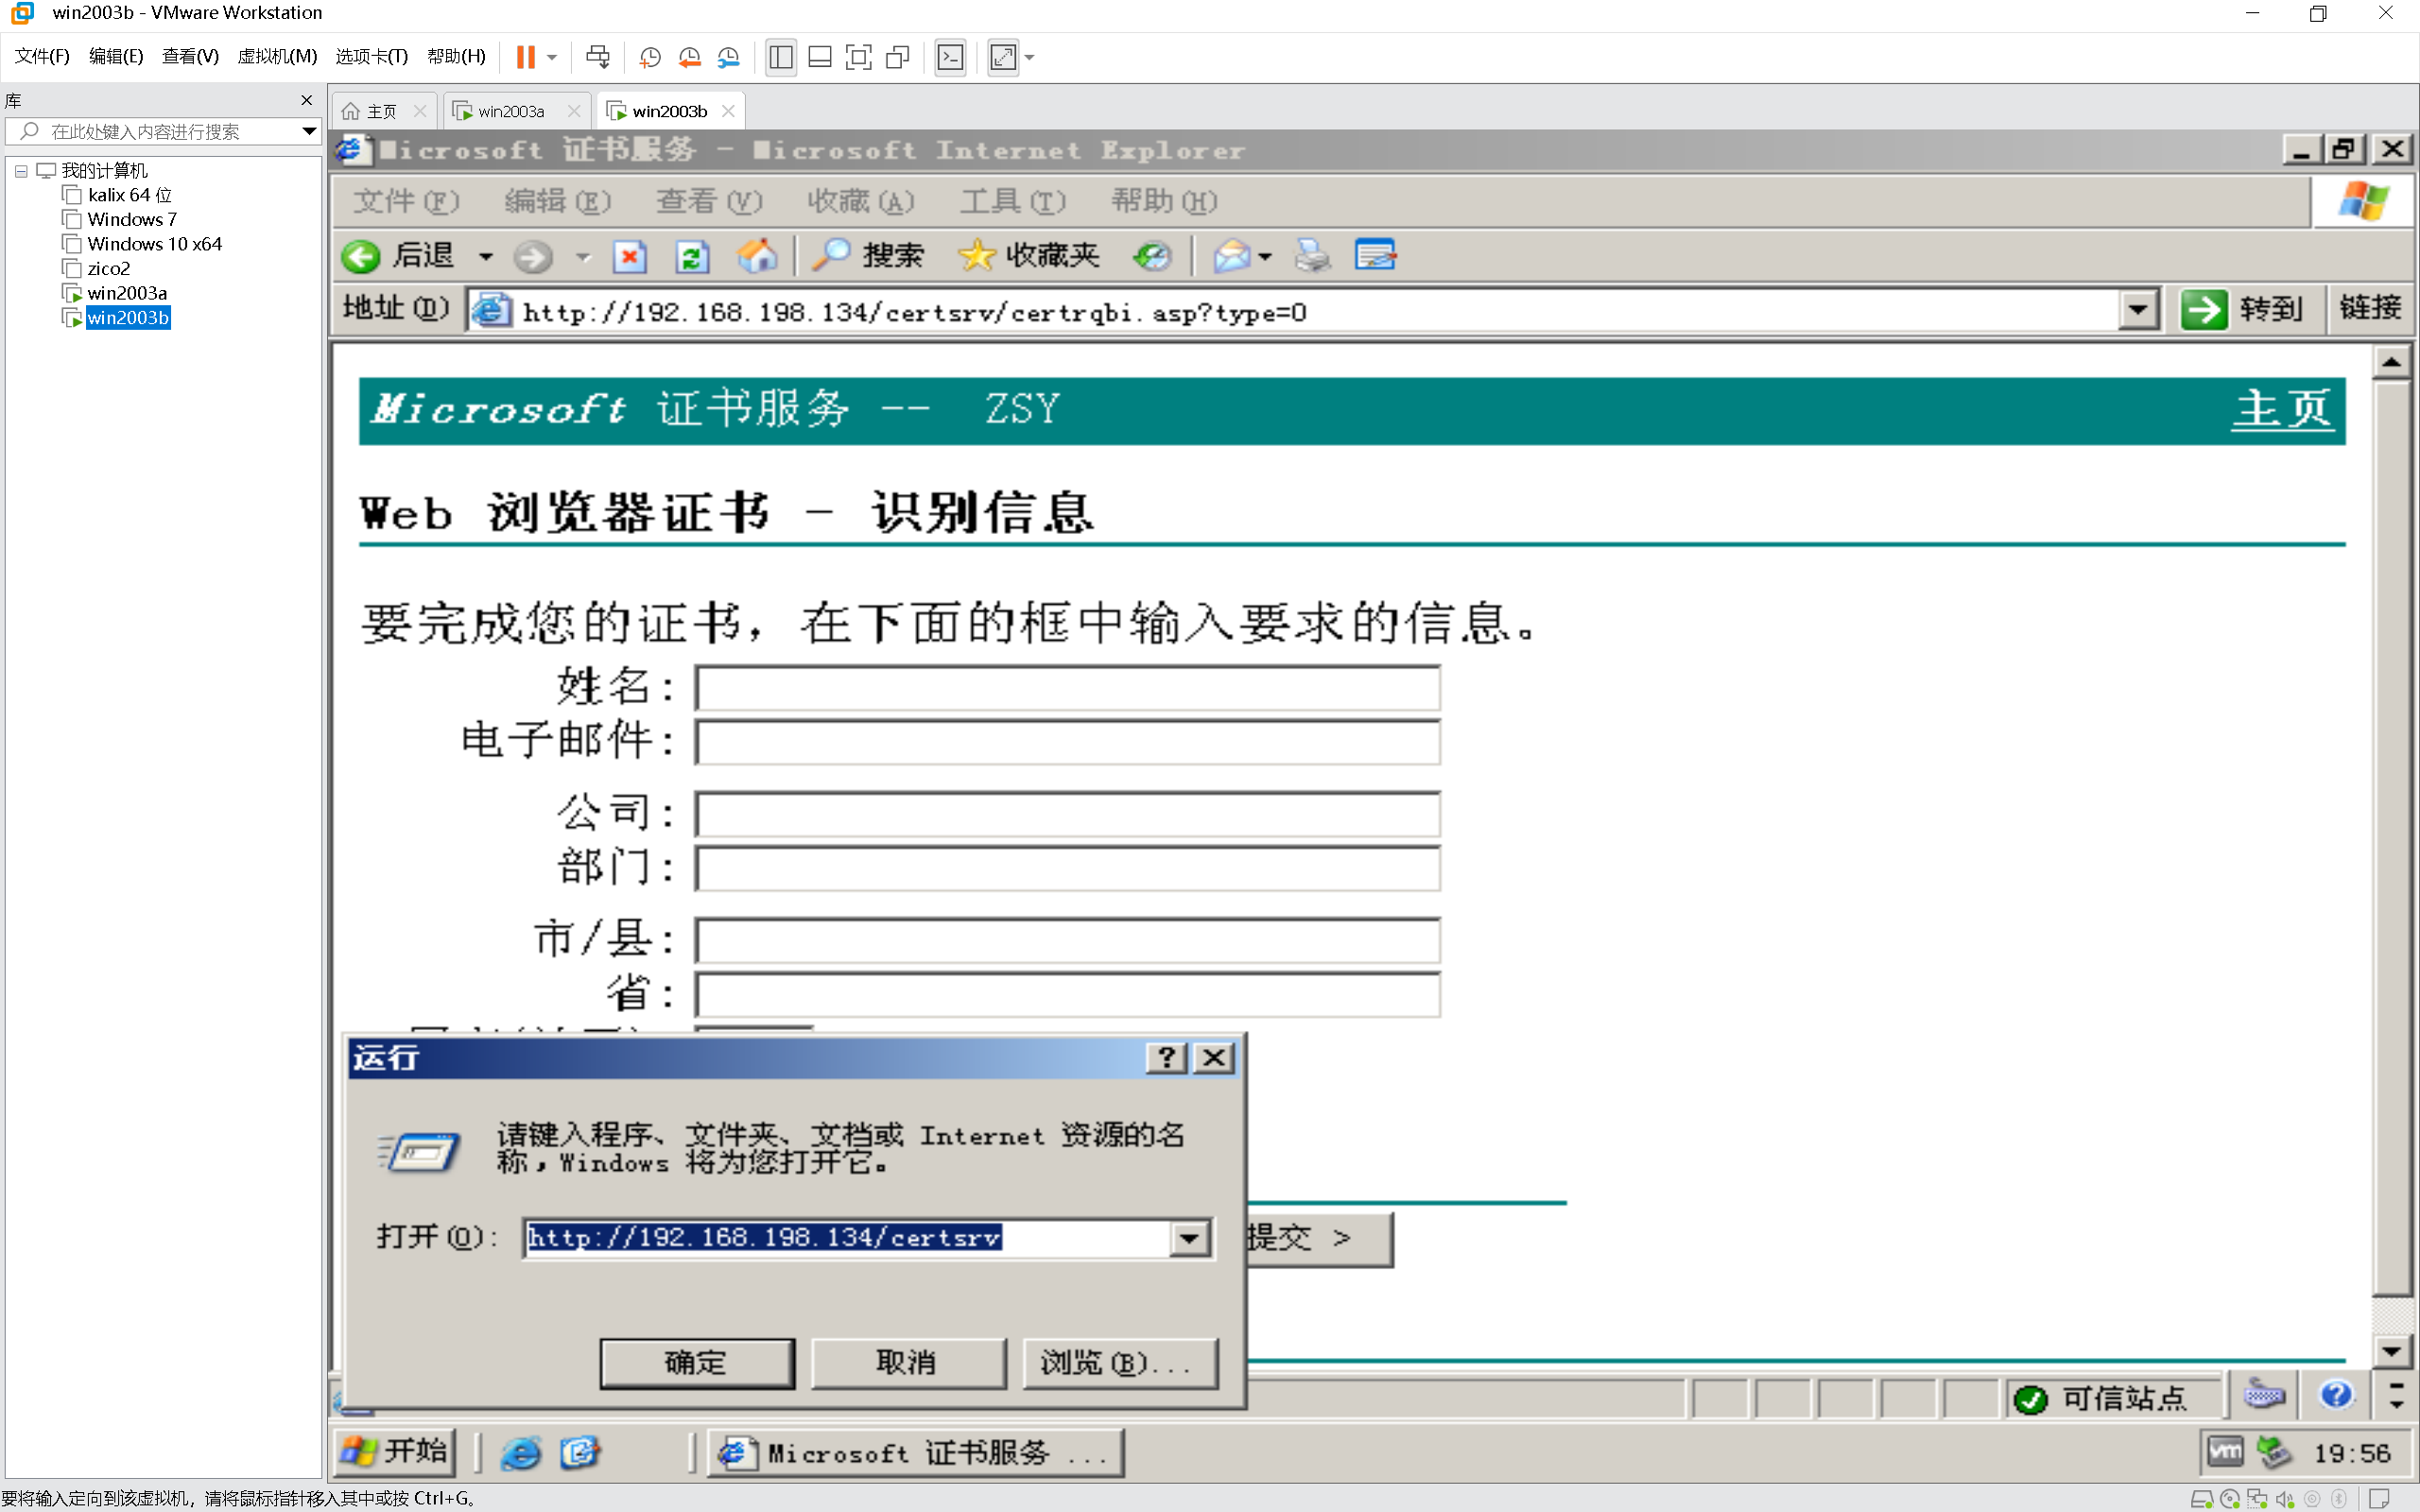 win2003b - VMware Workstation
文件(F) 编辑(E) 查看(V) 虚拟机(M) 选项卡(T) 帮助(H)
库
在此处键入内容进行搜索
我的计算机
kalix 64 位
Windows 7
Windows 10 x64
zico2
win2003a
win2003b
主页 win2003a win2003b
Microsoft 证书服务 - Microsoft Internet Explorer
文件(F) 编辑(E) 查看(V) 收藏(A) 工具(T) 帮助(H)
后退 搜索 收藏夹
地址(D) http://192.168.198.134/certsrv/certrqbi.asp?type=0 转到 链接
Microsoft 证书服务 -- ZSY 主页
Web 浏览器证书 - 识别信息
要完成您的证书，在下面的框中输入要求的信息。
姓名:
电子邮件:
公司:
部门:
市/县:
省:
运行
请键入程序、文件夹、文档或 Internet 资源的名
称，Windows 将为您打开它。
打开(O): http://192.168.198.134/certsrv
提交 >
确定 取消 浏览(B)...
可信站点
开始 Microsoft 证书服务 ... 19:56
要将输入定向到该虚拟机，请将鼠标指针移入其中或按 Ctrl+G。